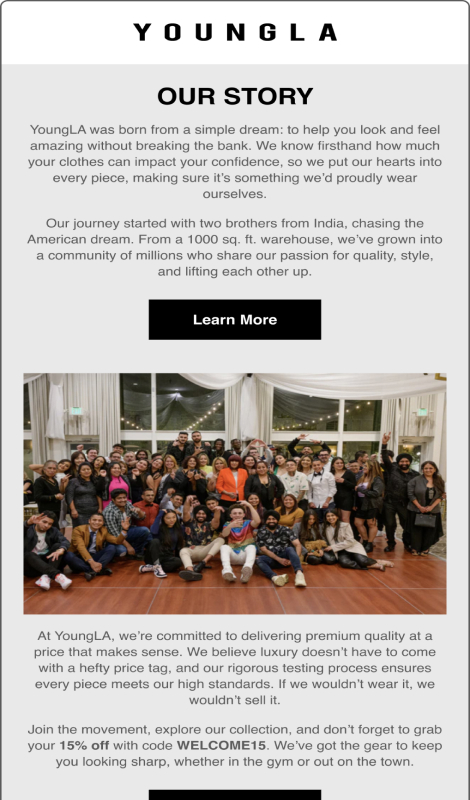 YOUNGLA
OUR STORY
YoungLA was born from a simple dream: to help you look and feel
amazing without breaking the bank. We know firsthand how much
your clothes can impact your confidence, so we put our hearts into
every piece, making sure it’s something we’d proudly wear
ourselves.
Our journey started with two brothers from India, chasing the
American dream. From a 1000 sq. ft. warehouse, we’ve grown into
a community of millions who share our passion for quality, style,
and lifting each other up.
Learn More
At YoungLA, we’re committed to delivering premium quality at a
price that makes sense. We believe luxury doesn’t have to come
with a hefty price tag, and our rigorous testing process ensures
every piece meets our high standards. If we wouldn’t wear it, we
wouldn’t sell it.
Join the movement, explore our collection, and don’t forget to grab
your 15% off with code WELCOME15. We’ve got the gear to keep
you looking sharp, whether in the gym or out on the town.